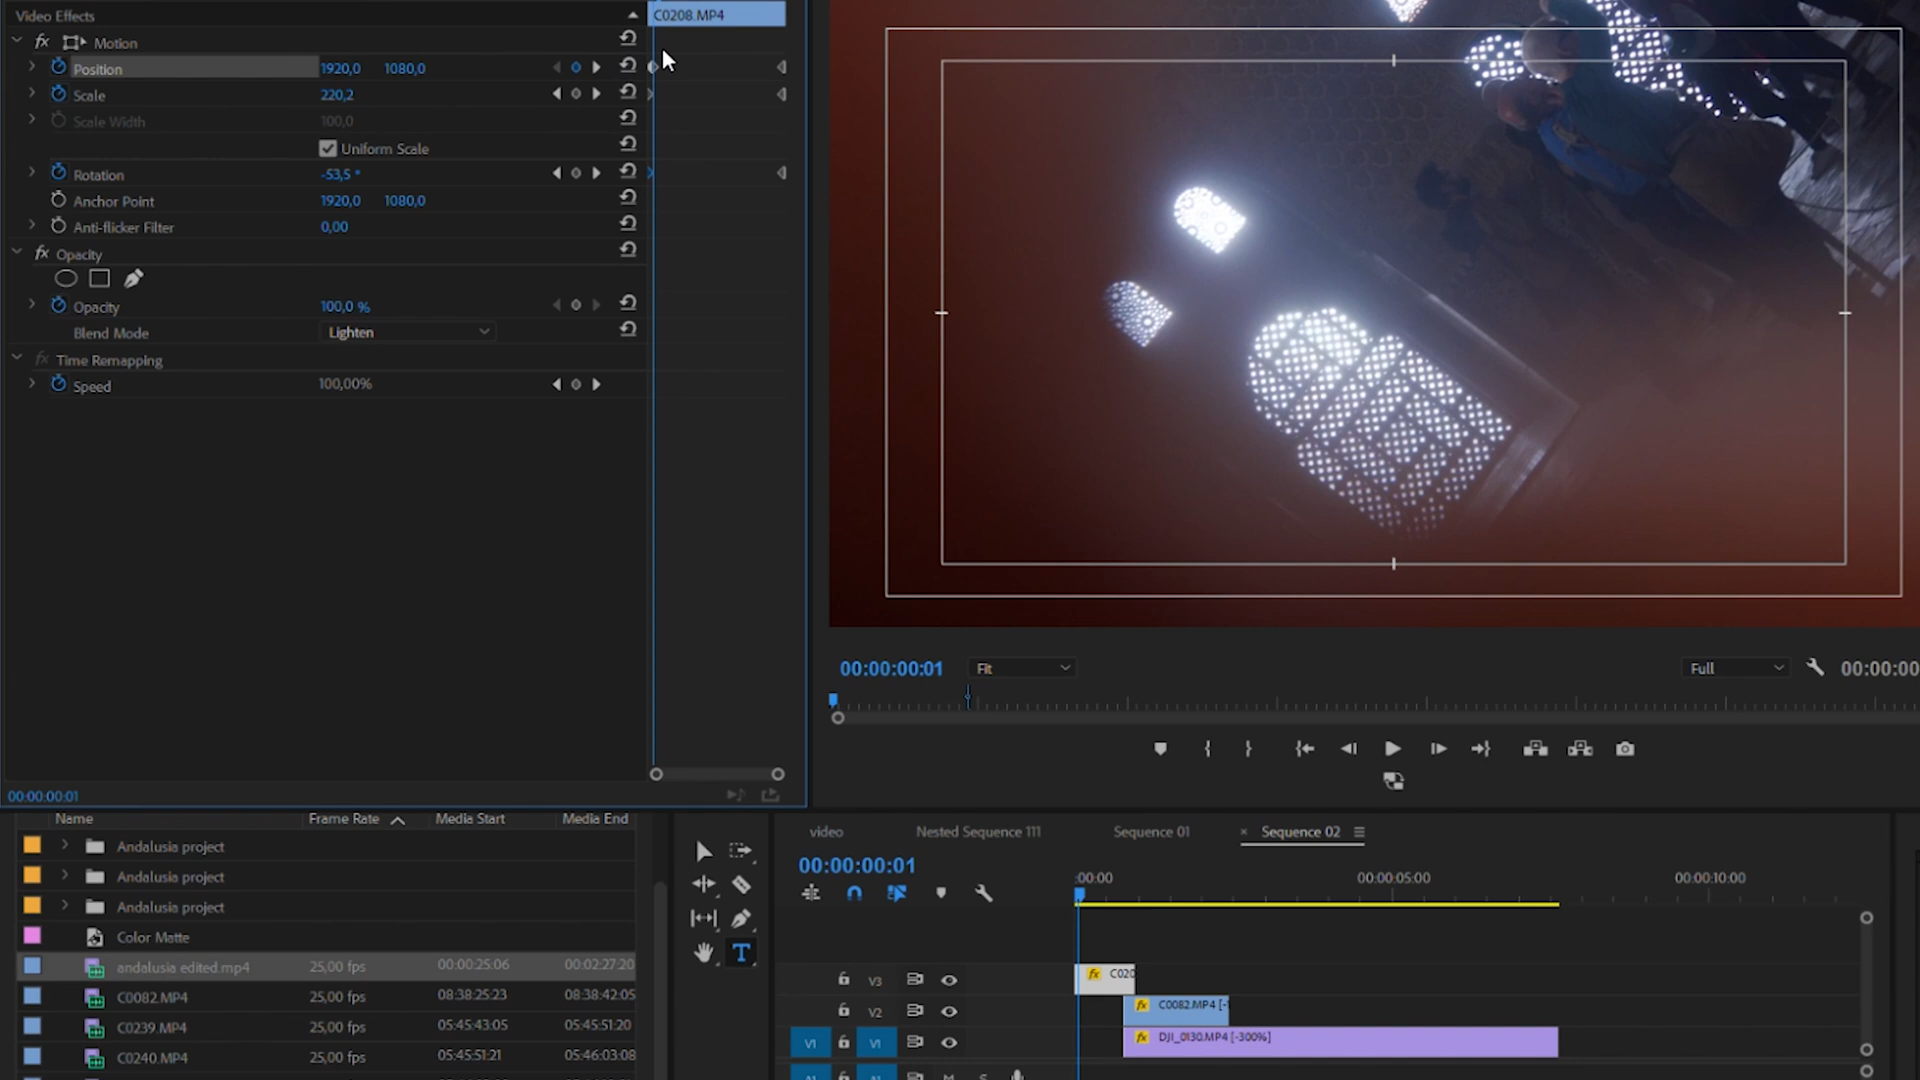 Video Effects
C0208.MP4
fx Motion
Position 1920,0 1080,0
Scale 220,2
Scale Width 100,0
Uniform Scale
Rotation -53,5 °
Anchor Point 1920,0 1080,0
Anti-flicker Filter 0,00
fx Opacity
Opacity 100,0 %
Blend Mode Lighten
fx Time Remapping
Speed 100,00%
00:00:00:01 Fit Full 00:00:00
00:00:00:01
Name Frame Rate Media Start Media End
Andalusia project
Andalusia project
Andalusia project
Color Matte
andalusia edited.mp4 25,00 fps 00:00:25:06 00:02:27:20
C0082.MP4 25,00 fps 08:38:25:23 08:38:42:05
C0239.MP4 25,00 fps 05:45:43:05 05:45:51:20
C0240.MP4 25,00 fps 05:45:51:21 05:46:03:08
video Nested Sequence 111 Sequence 01 × Sequence 02
00:00:00:01
:00:00 00:00:05:00 00:00:10:00
V3 fx C020
V2 fx C0082.MP4 [-
V1 V1 fx DJI_0130.MP4 [-300%]
A1 A1 M S